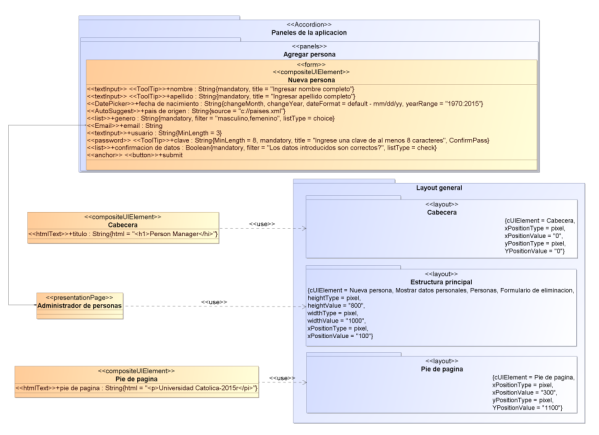 <<Accordion>>
Paneles de la aplicacion
<<panels>>
Agregar persona
<<form>>
<<compositeUIElement>>
Nueva persona
<<textInput>> <<ToolTip>>+nombre : String{mandatory, title = "Ingresar nombre completo"}
<<textInput>> <<ToolTip>>+apellido : String{mandatory, title = "Ingresar apellido completo"}
<<DatePicker>>+fecha de nacimiento : String{changeMonth, changeYear, dateFormat = default - mm/dd/yy, yearRange = "1970:2015"}
<<AutoSuggest>>+pais de origen : String{source = "c://paises.xml"}
<<list>>+genero : String{mandatory, filter = "masculino,femenino", listType = choice}
<<Email>>+email : String
<<textInput>>+usuario : String{MinLength = 3}
<<password>> <<ToolTip>>+clave : String{MinLength = 8, mandatory, title = "Ingrese una clave de al menos 8 caracteres", ConfirmPass}
<<list>>+confirmacion de datos : Boolean{mandatory, filter = "Los datos introducidos son correctos?", listType = check}
<<anchor>> <<button>>+submit
Layout general
<<layout>>
Cabecera
{cUIElement = Cabecera,
xPositionType = pixel,
xPositionValue = "0",
yPositionType = pixel,
YPositionValue = "0"}
<<compositeUIElement>>
Cabecera
<<htmlText>>+titulo : String{html = "<h1>Person Manager</hi>"}
<<use>>
<<layout>>
Estructura principal
{cUIElement = Nueva persona, Mostrar datos personales, Personas, Formulario de eliminacion,
heightType = pixel,
heightValue = "800",
widthType = pixel,
widthValue = "1000",
xPositionType = pixel,
xPositionValue = "100"}
<<presentationPage>>
Administrador de personas
<<use>>
<<layout>>
Pie de pagina
{cUIElement = Pie de pagina,
xPositionType = pixel,
xPositionValue = "300",
yPositionType = pixel,
YPositionValue = "1100"}
<<compositeUIElement>>
Pie de pagina
<<htmlText>>+pie de pagina : String{html = "<p>Universidad Catolica-2015r</pi>"}
<<use>>